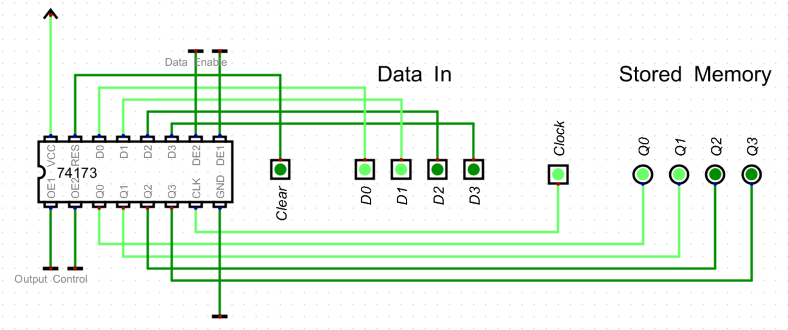 Data Enable
Data In
Stored Memory
VCC RES D0 D1 D2 D3 DE2 DE1
74173
OE1 OE2 Q0 Q1 Q2 Q3 CLK GND
Clear
D0 D1 D2 D3
Clock
Q0 Q1 Q2 Q3
Output Control